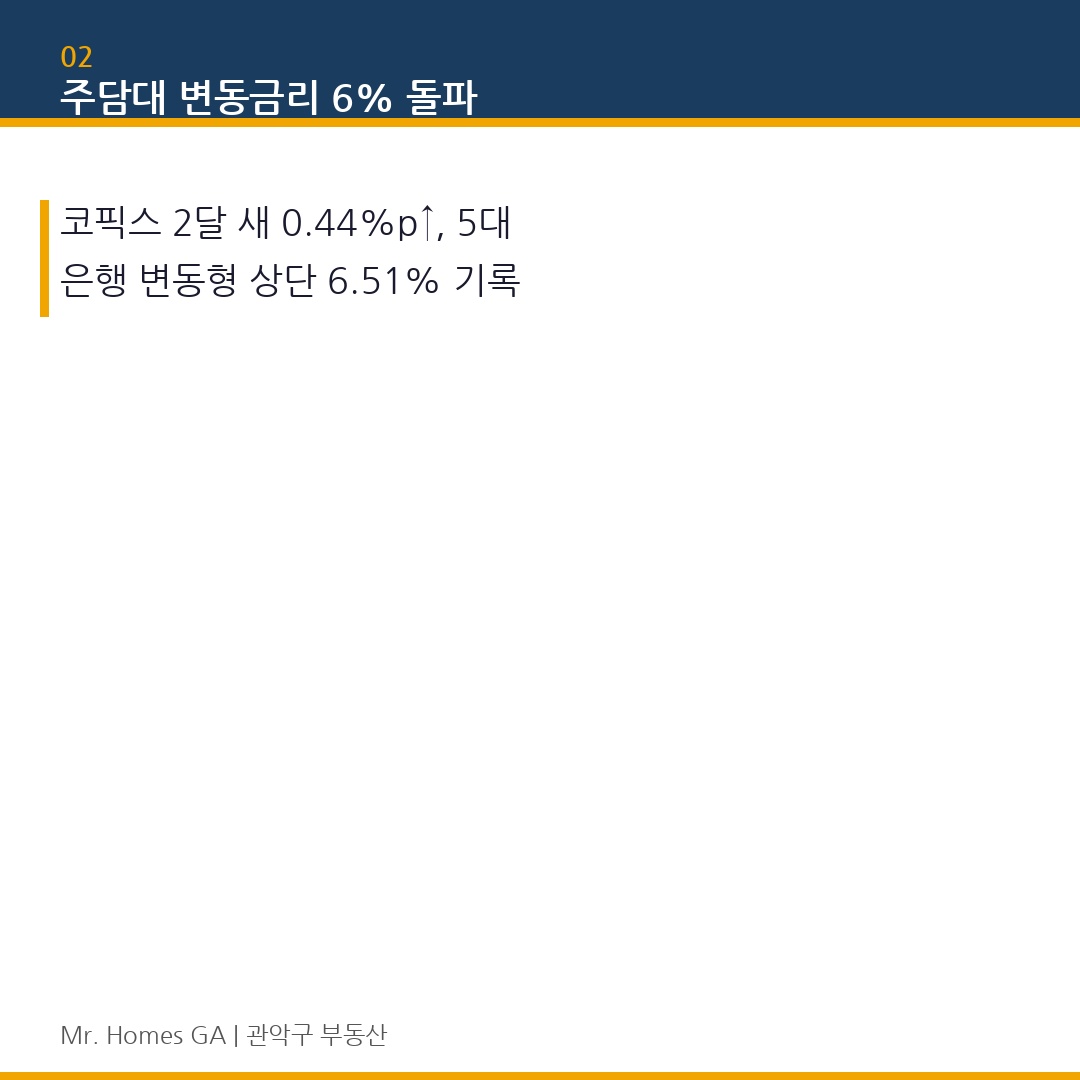 02
주담대 변동금리 6% 돌파
코픽스 2달 새 0.44%p↑, 5대
은행 변동형 상단 6.51% 기록
Mr. Homes GA | 관악구 부동산